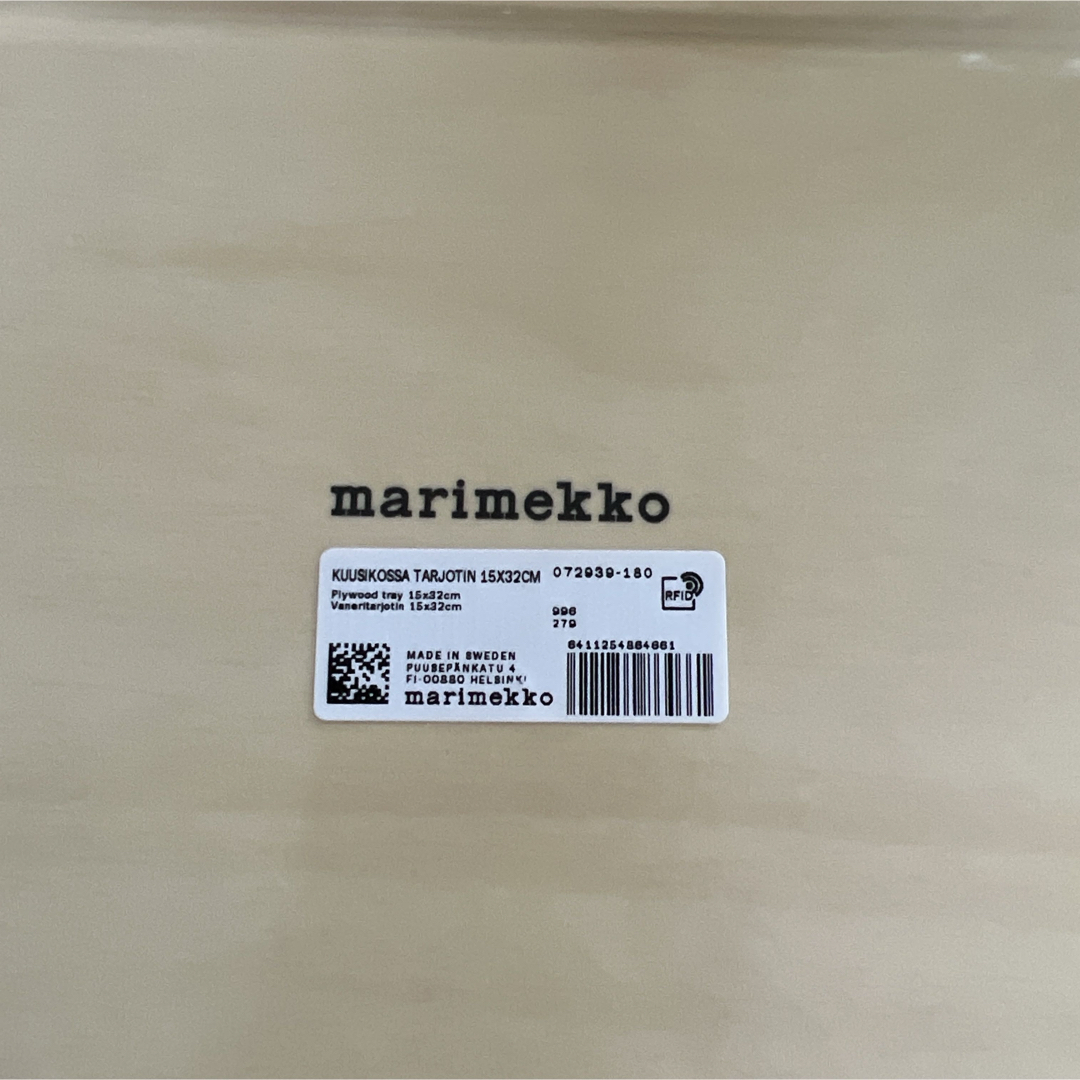 marimekko
KUUSIKOSSA TARJOTIN 15X32CM 072939-180
Plywood tray 15x32cm
Vaneritarjotin 15x32cm
RFID
996
279
6411254864661
MADE IN SWEDEN
PUUSEPÄNKATU 4
FI-00880 HELSINKI
marimekko